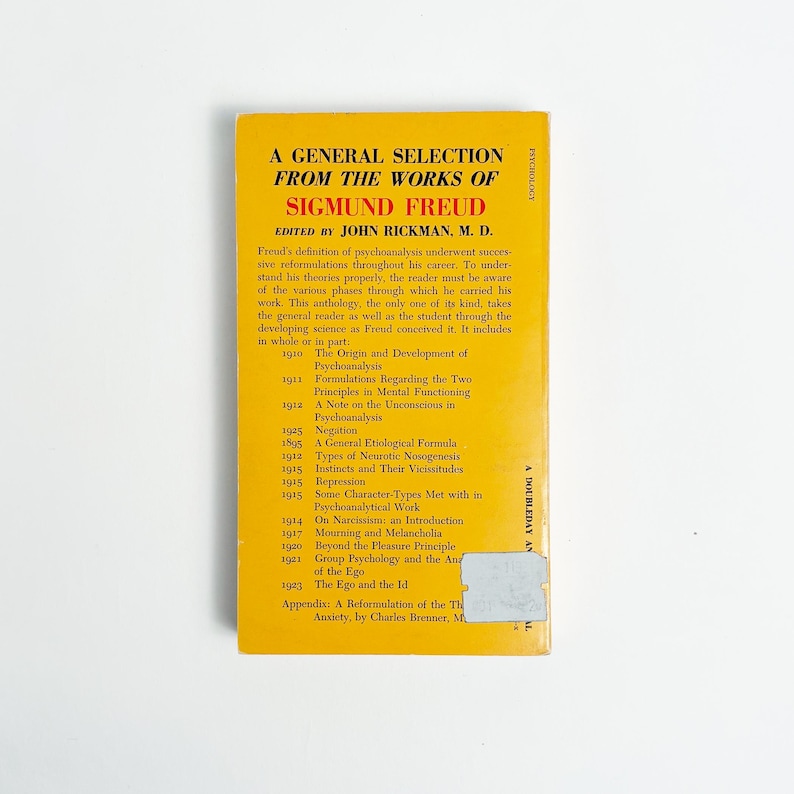 A GENERAL SELECTION
FROM THE WORKS OF
SIGMUND FREUD
EDITED BY JOHN RICKMAN, M. D.
Freud's definition of psychoanalysis underwent succes-
sive reformulations throughout his career. To under-
stand his theories properly, the reader must be aware
of the various phases through which he carried his
work. This anthology, the only one of its kind, takes
the general reader as well as the student through the
developing science as Freud conceived it. It includes
in whole or in part:
1910 The Origin and Development of
Psychoanalysis
1911 Formulations Regarding the Two
Principles in Mental Functioning
1912 A Note on the Unconscious in
Psychoanalysis
1925 Negation
1895 A General Etiological Formula
1912 Types of Neurotic Nosogenesis
1915 Instincts and Their Vicissitudes
1915 Repression
1915 Some Character-Types Met with in
Psychoanalytical Work
1914 On Narcissism: an Introduction
1917 Mourning and Melancholia
1920 Beyond the Pleasure Principle
1921 Group Psychology and the Ana
of the Ego
1923 The Ego and the Id
Appendix: A Reformulation of the Th
Anxiety, by Charles Brenner, M.
PSYCHOLOGY
A DOUBLEDAY AN